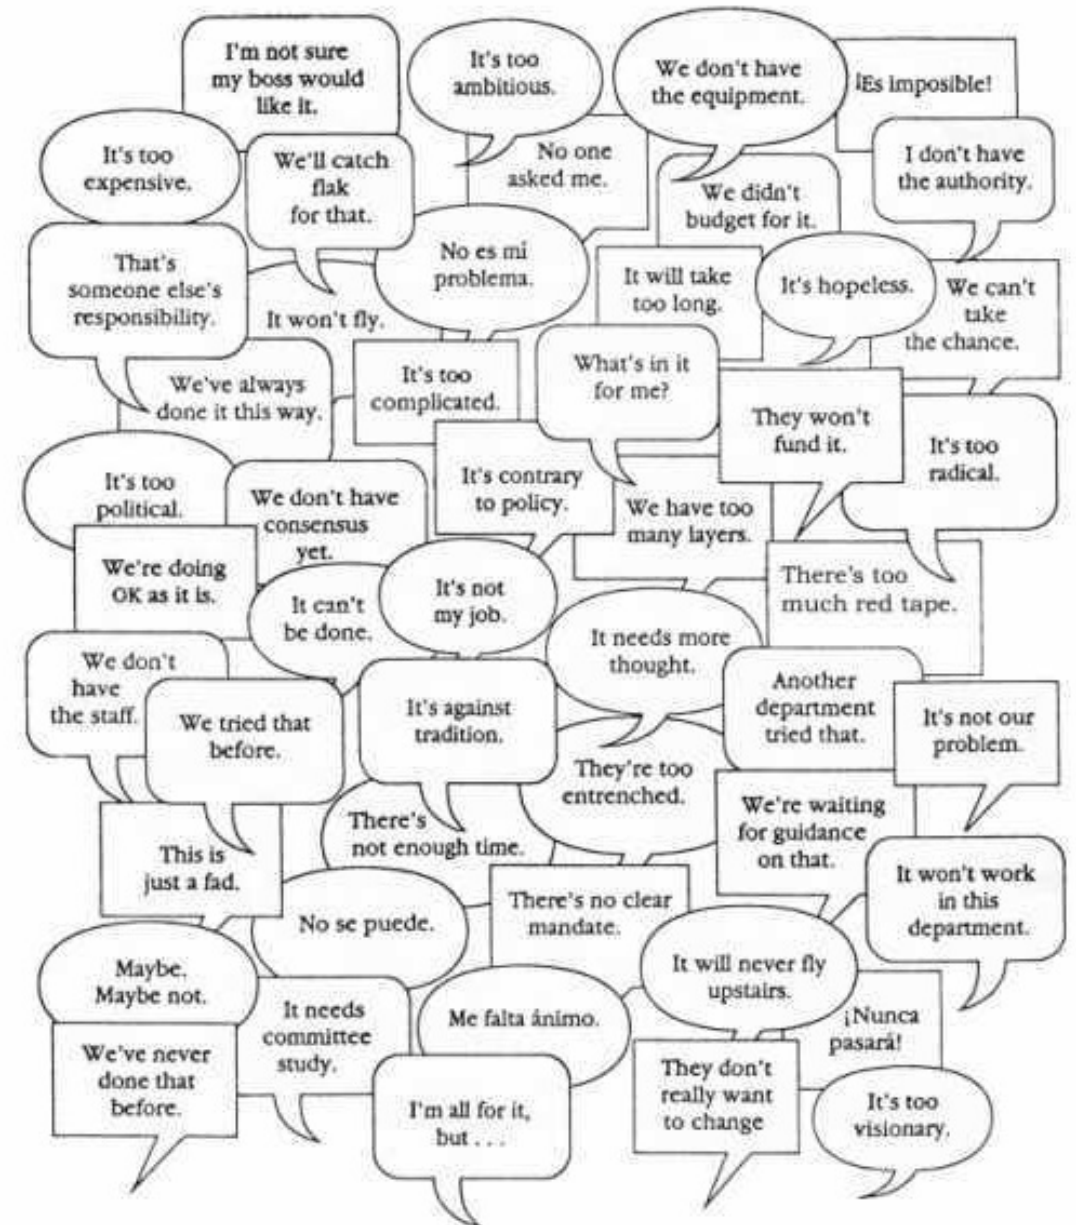 I'm not sure
my boss would
like it.
It's too
ambitious.
We don't have
the equipment.
¡Es imposible!
It's too
expensive.
We'll catch
flak
for that.
No one
asked me.
We didn't
budget for it.
I don't have
the authority.
That's
someone else's
responsibility.
It won't fly.
No es mi
problema.
It will take
too long.
It's hopeless.
We can't
take
the chance.
We've always
done it this way.
It's too
complicated.
What's in it
for me?
They won't
fund it.
It's too
radical.
It's too
political.
We don't have
consensus
yet.
It's contrary
to policy.
We have too
many layers.
We're doing
OK as it is.
It can't
be done.
It's not
my job.
There's too
much red tape.
It needs more
thought.
We don't
have
the staff.
We tried that
before.
It's against
tradition.
Another
department
tried that.
It's not our
problem.
They're too
entrenched.
There's
not enough time.
We're waiting
for guidance
on that.
This is
just a fad.
It won't work
in this
department.
No se puede.
There's no clear
mandate.
Maybe.
Maybe not.
It will never fly
upstairs.
It needs
committee
study.
Me falta ánimo.
¡Nunca
pasará!
We've never
done that
before.
I'm all for it,
but . . .
They don't
really want
to change
It's too
visionary.